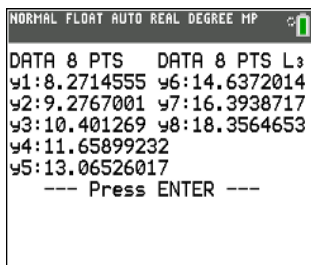 NORMAL FLOAT AUTO REAL DEGREE MP
DATA 8 PTS DATA 8 PTS L₃
y1:8.2714555 y6:14.6372014
y2:9.2767001 y7:16.3938717
y3:10.401269 y8:18.3564653
y4:11.65899232
y5:13.06526017
--- Press ENTER ---